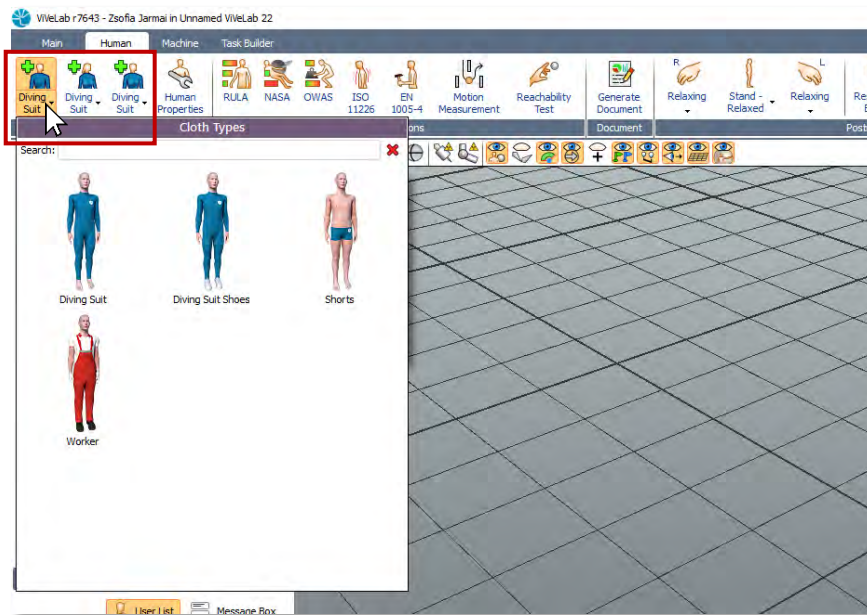 ViVeLab r7643 - Zsofia Jarmai in Unnamed ViVeLab 22
Main Human Machine Task Builder
Diving Suit
Diving Suit
Diving Suit
Human Properties
RULA
NASA
OWAS
ISO 11226
EN 1005-4
Motion Measurement
Reachability Test
Generate Document
R
Relaxing
Stand - Relaxed
L
Relaxing
Document
Cloth Types
Search:
Diving Suit
Diving Suit Shoes
Shorts
Worker
User List
Message Box